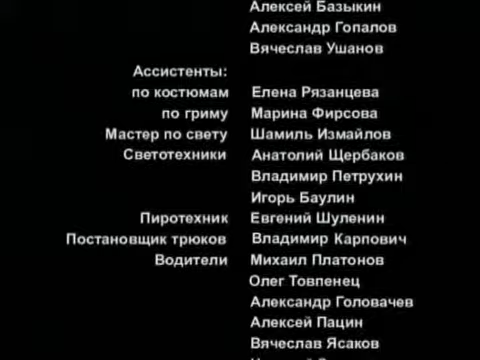 Алексей Базыкин
Александр Гопалов
Вячеслав Ушанов
Ассистенты:
по костюмам Елена Рязанцева
по гриму Марина Фирсова
Мастер по свету Шамиль Измайлов
Светотехники Анатолий Щербаков
Владимир Петрухин
Игорь Баулин
Пиротехник Евгений Шуленин
Постановщик трюков Владимир Карпович
Водители Михаил Платонов
Олег Товпенец
Александр Головачев
Алексей Пацин
Вячеслав Ясаков